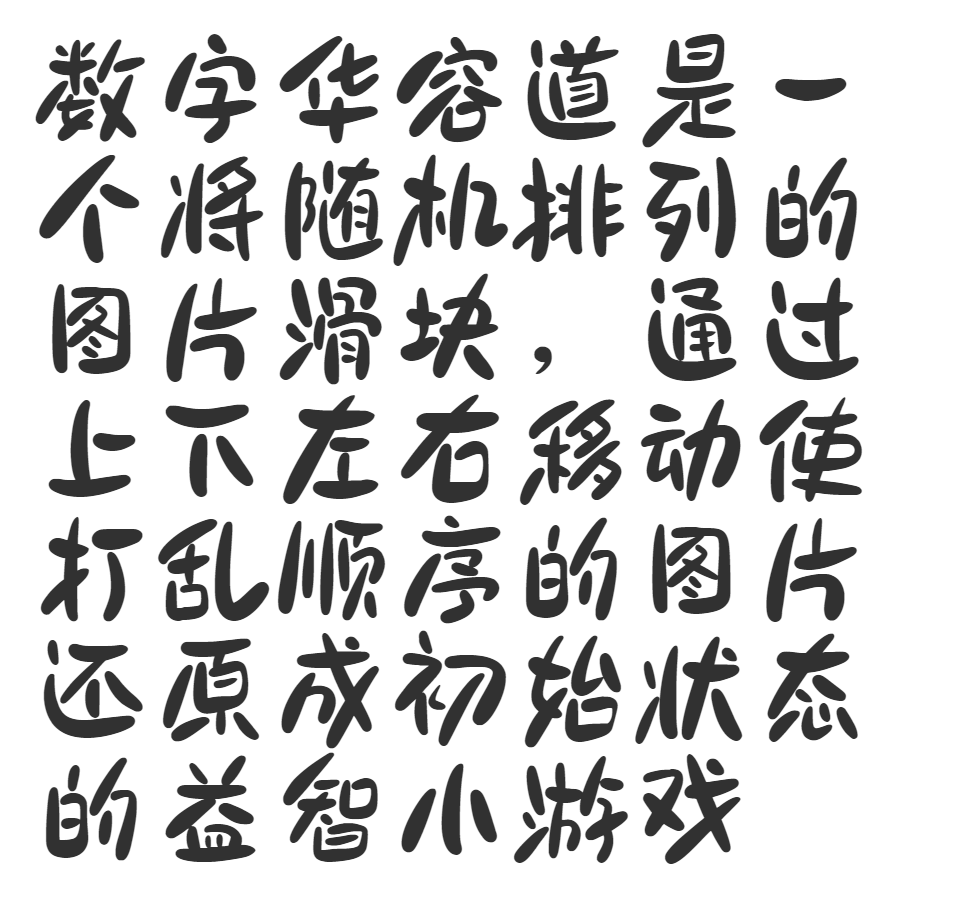 数字华容道是一
个将随机排列的
图片滑块，通过
上下左右移动使
打乱顺序的图片
还原成初始状态
的益智小游戏